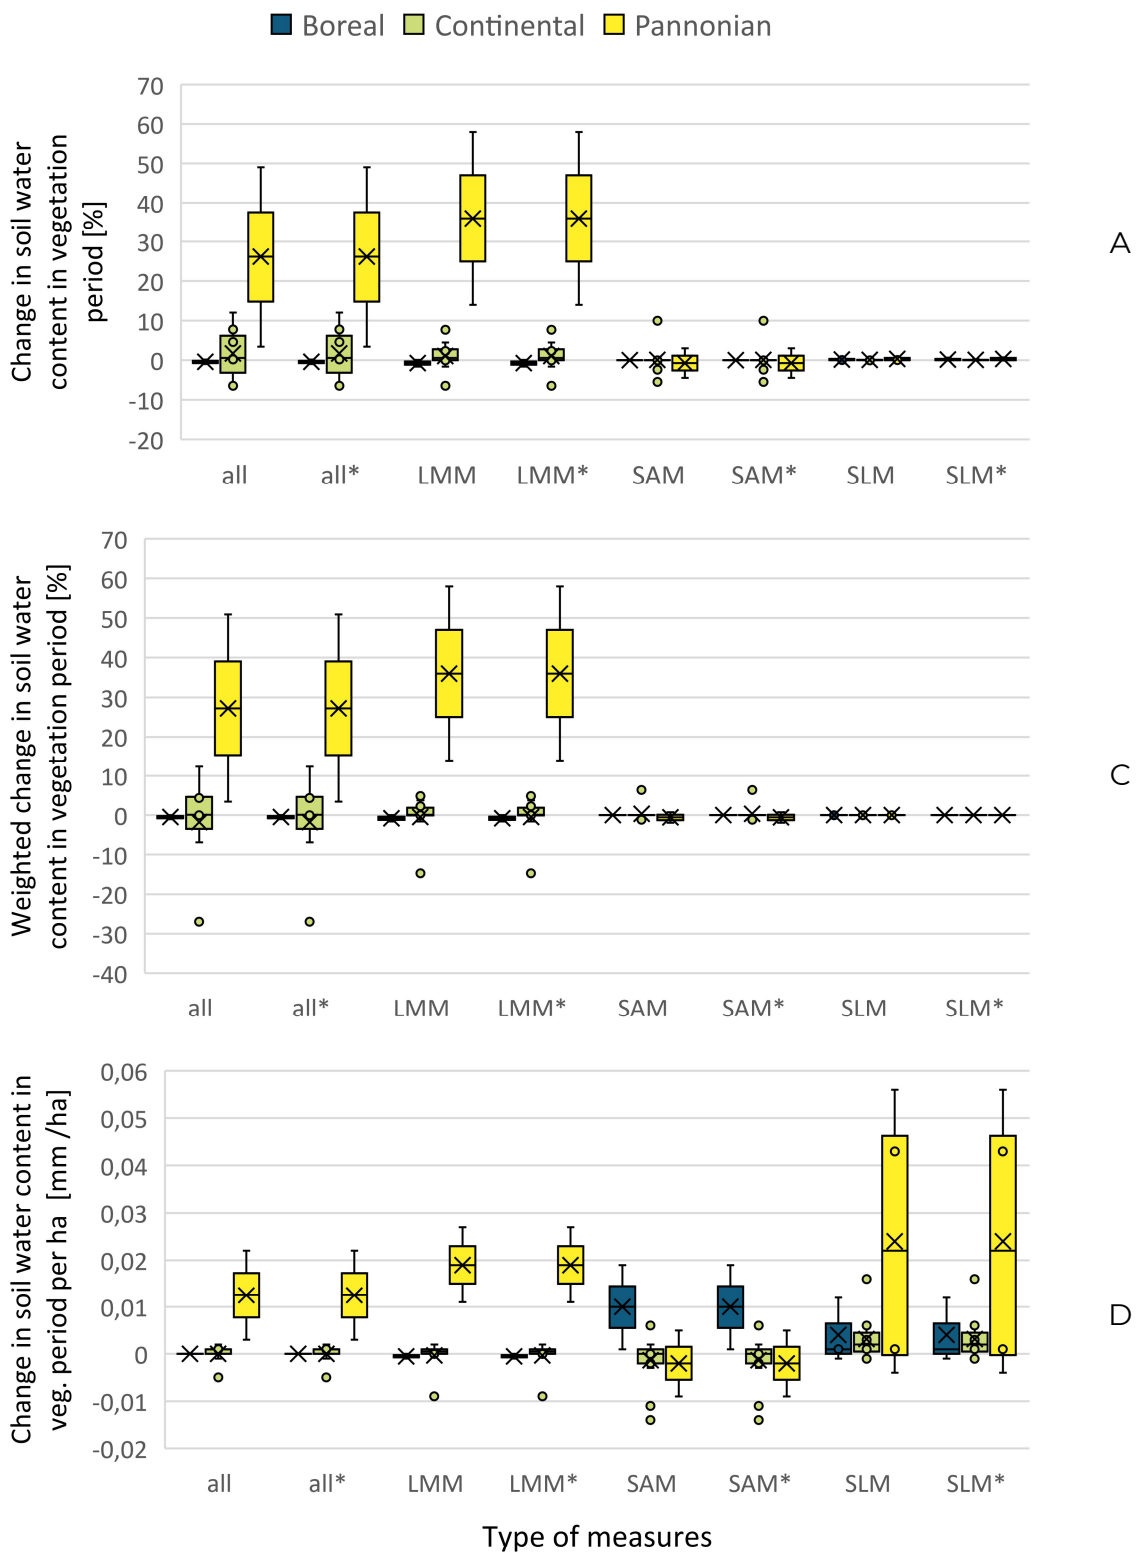 Boreal Continental Pannonian
Change in soil water
content in vegetation
period [%]
70
60
50
40
30
20
10
0
-10
-20
all all* LMM LMM* SAM SAM* SLM SLM*
A
Weighted change in soil water
content in vegetation period [%]
70
60
50
40
30
20
10
0
-10
-20
-30
-40
all all* LMM LMM* SAM SAM* SLM SLM*
C
Change in soil water content in
veg. period per ha [mm /ha]
0,06
0,05
0,04
0,03
0,02
0,01
0
-0,01
-0,02
all all* LMM LMM* SAM SAM* SLM SLM*
D
Type of measures